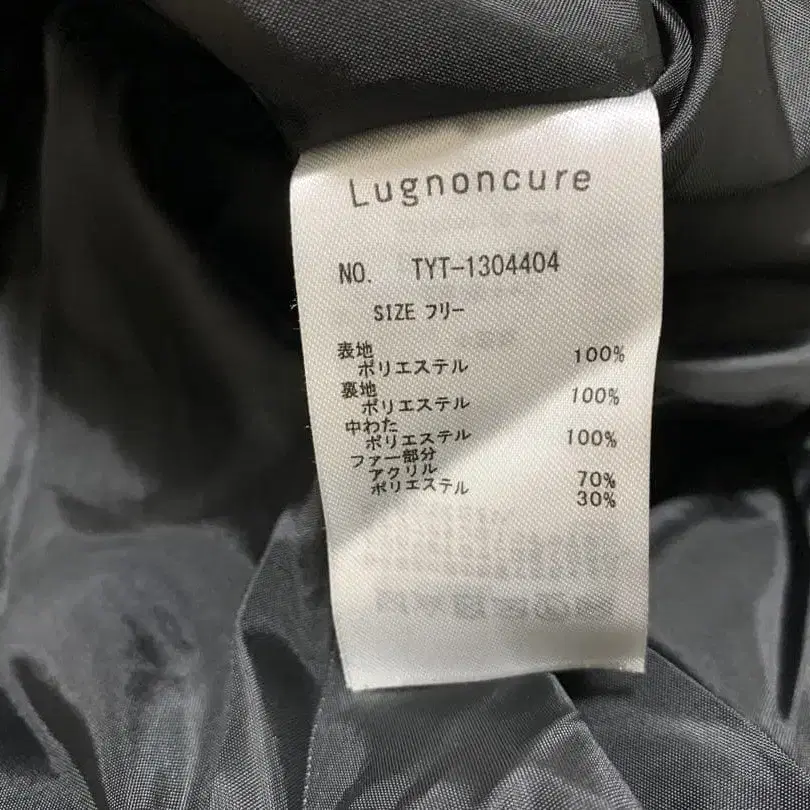 Lugnoncure
NO. TYT-1304404
SIZE フリー
表地
ポリエステル 100%
裏地
ポリエステル 100%
中わた
ポリエステル 100%
ファー部分
アクリル 70%
ポリエステル 30%